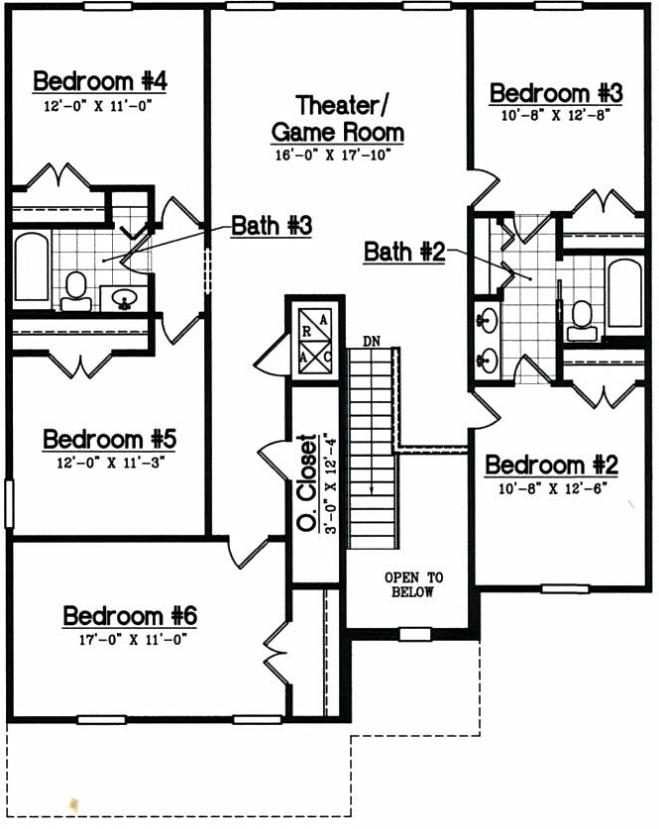 Bedroom #4
12'-0" X 11'-0"
Theater/
Game Room
16'-0" X 17'-10"
Bedroom #3
10'-8" X 12'-8"
Bath #3
Bath #2
R A
A C
DN
Bedroom #5
12'-0" X 11'-3"
O. Closet
3'-0" X 12'-4"
Bedroom #2
10'-8" X 12'-6"
OPEN TO
BELOW
Bedroom #6
17'-0" X 11'-0"